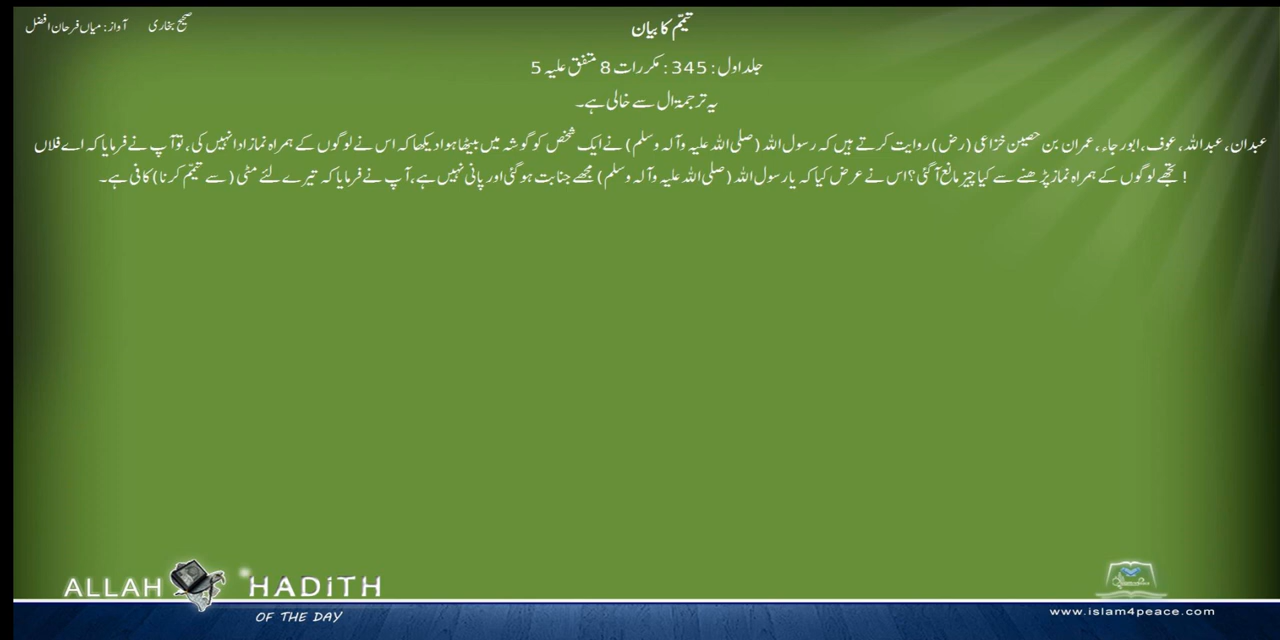 صحیح بخاری
آواز: میاں فرحان افضل
تیمّم کا بیان
جلد اول : 345 : مکررات 8 متفق علیہ 5
یہ ترجمۃ ال سے خالی ہے۔
عبدان، عبداللہ، عوف، ابورجاء، عمران بن حصین خزاعی (رض) روایت کرتے ہیں کہ رسول اللہ (صلی اللہ علیہ وآلہ وسلم) نے ایک شخص کو گوشہ میں بیٹھا ہوا دیکھا کہ اس نے لوگوں کے ہمراہ نماز ادا نہیں کی، تو آپ نے فرمایا کہ اے فلاں
! تجھے لوگوں کے ہمراہ نماز پڑھنے سے کیا چیز مانع آگئی؟ اس نے عرض کیا کہ یا رسول اللہ (صلی اللہ علیہ وآلہ وسلم) مجھے جنابت ہوگئی اور پانی نہیں ہے، آپ نے فرمایا کہ تیرے لئے مٹی (سے تیمّم کرنا) کافی ہے۔
ALLAH HADITH
OF THE DAY
www.islam4peace.com